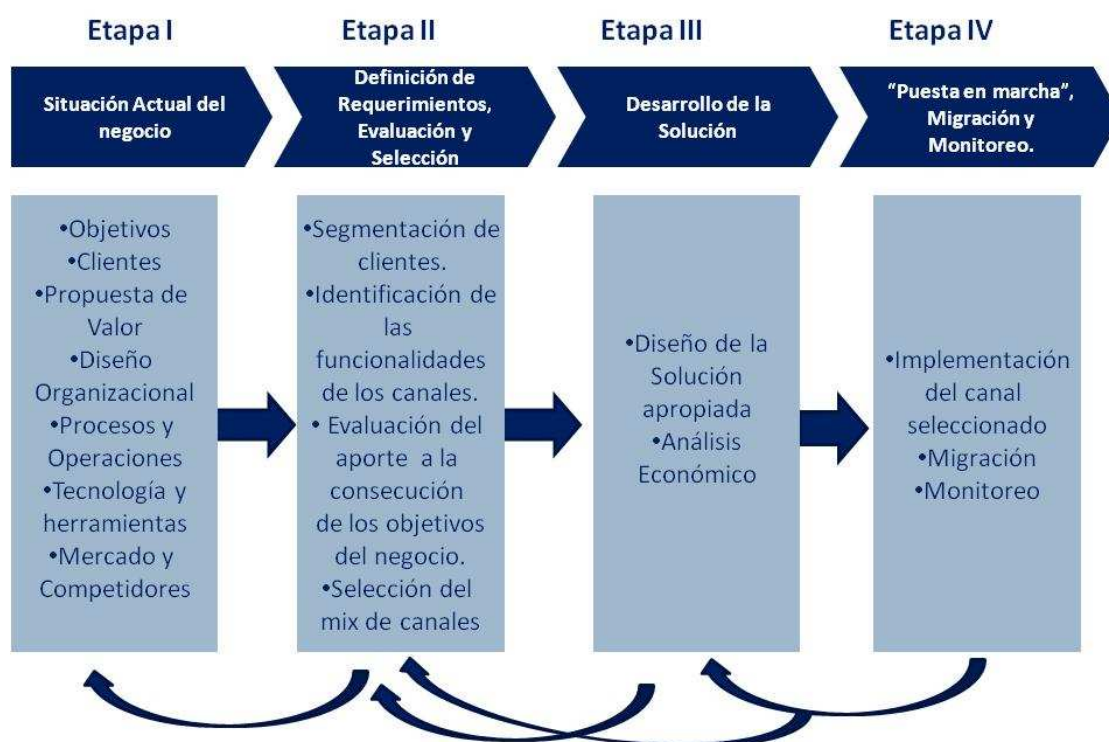 Etapa I
Etapa II
Etapa III
Etapa IV
Situación Actual del
negocio
Definición de
Requerimientos,
Evaluación y
Selección
Desarrollo de la
Solución
“Puesta en marcha”,
Migración y
Monitoreo.
•Objetivos
•Clientes
•Propuesta de
Valor
•Diseño
Organizacional
•Procesos y
Operaciones
•Tecnología y
herramientas
•Mercado y
Competidores
•Segmentación de
clientes.
•Identificación de
las
funcionalidades
de los canales.
• Evaluación del
aporte a la
consecución
de los objetivos
del negocio.
•Selección del
mix de canales
•Diseño de la
Solución
apropiada
•Análisis
Económico
•Implementación
del canal
seleccionado
•Migración
•Monitoreo